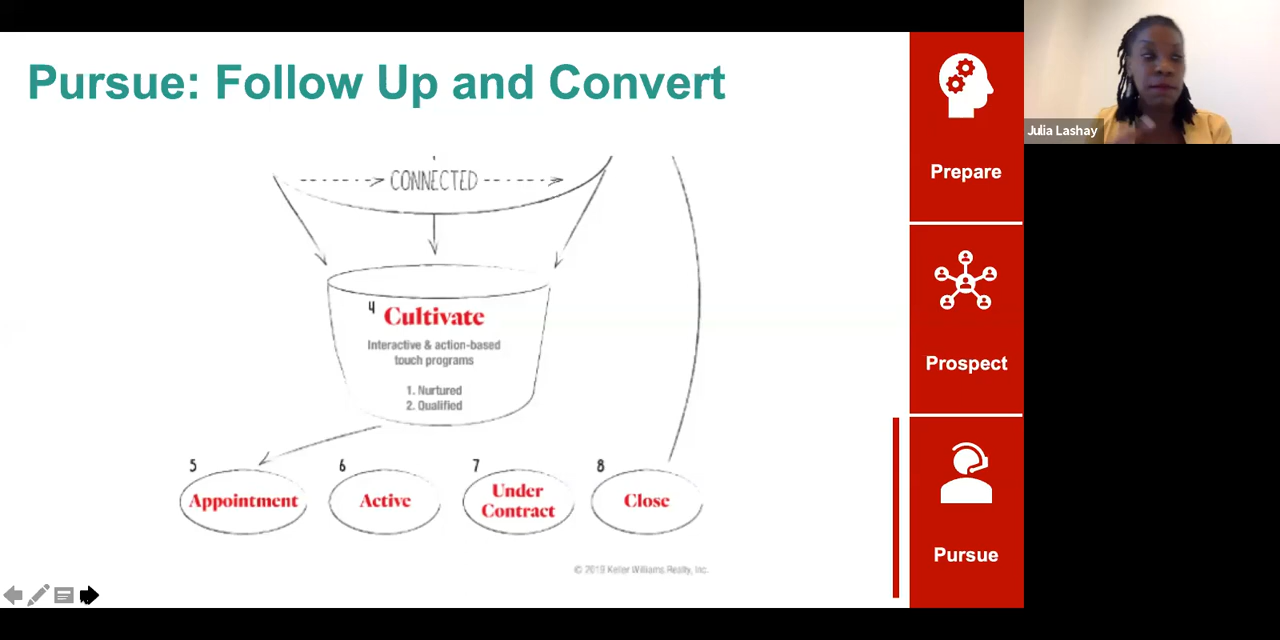 Pursue: Follow Up and Convert
CONNECTED
4
Cultivate
Interactive & action-based
touch programs
1. Nurtured
2. Qualified
5
Appointment
6
Active
7
Under
Contract
8
Close
© 2019 Keller Williams Realty, Inc.
Prepare
Prospect
Pursue
Julia Lashay